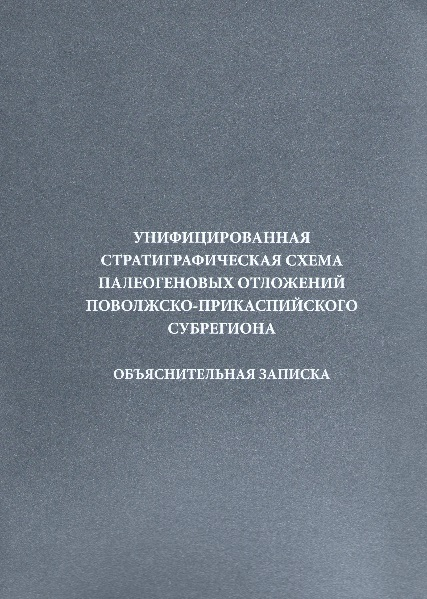 УНИФИЦИРОВАННАЯ
СТРАТИГРАФИЧЕСКАЯ СХЕМА
ПАЛЕОГЕНОВЫХ ОТЛОЖЕНИЙ
ПОВОЛЖСКО-ПРИКАСПИЙСКОГО
СУБРЕГИОНА
ОБЪЯСНИТЕЛЬНАЯ ЗАПИСКА